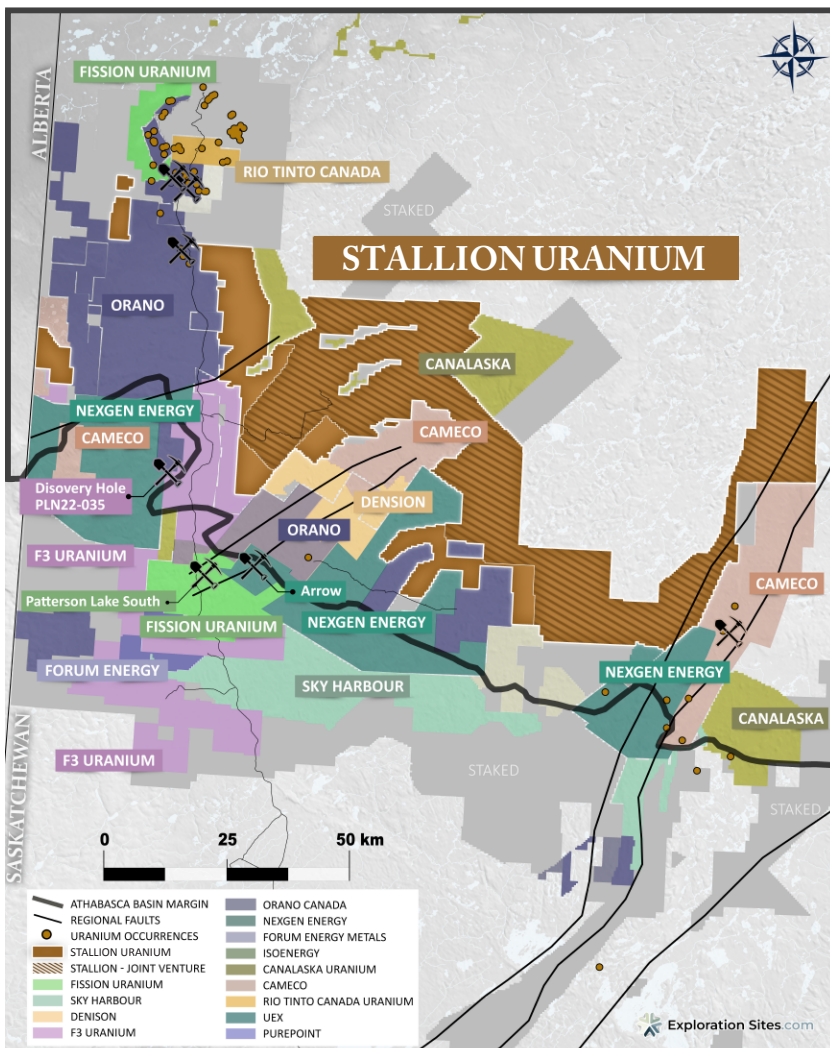 FISSION URANIUM
ALBERTA
RIO TINTO CANADA
STAKED
STALLION URANIUM
ORANO
CANALASKA
NEXGEN ENERGY
CAMECO
CAMECO
Disovery Hole
PLN22-035
DENSION
ORANO
F3 URANIUM
CAMECO
Patterson Lake South
Arrow
FISSION URANIUM
NEXGEN ENERGY
FORUM ENERGY
NEXGEN ENERGY
SKY HARBOUR
CANALASKA
SASKATCHEWAN
F3 URANIUM
STAKED
STAKED
0 25 50 km
ATHABASCA BASIN MARGIN
REGIONAL FAULTS
URANIUM OCCURRENCES
STALLION URANIUM
STALLION - JOINT VENTURE
FISSION URANIUM
SKY HARBOUR
DENISON
F3 URANIUM
ORANO CANADA
NEXGEN ENERGY
FORUM ENERGY METALS
ISOENERGY
CANALASKA URANIUM
CAMECO
RIO TINTO CANADA URANIUM
UEX
PUREPOINT
Exploration Sites.com